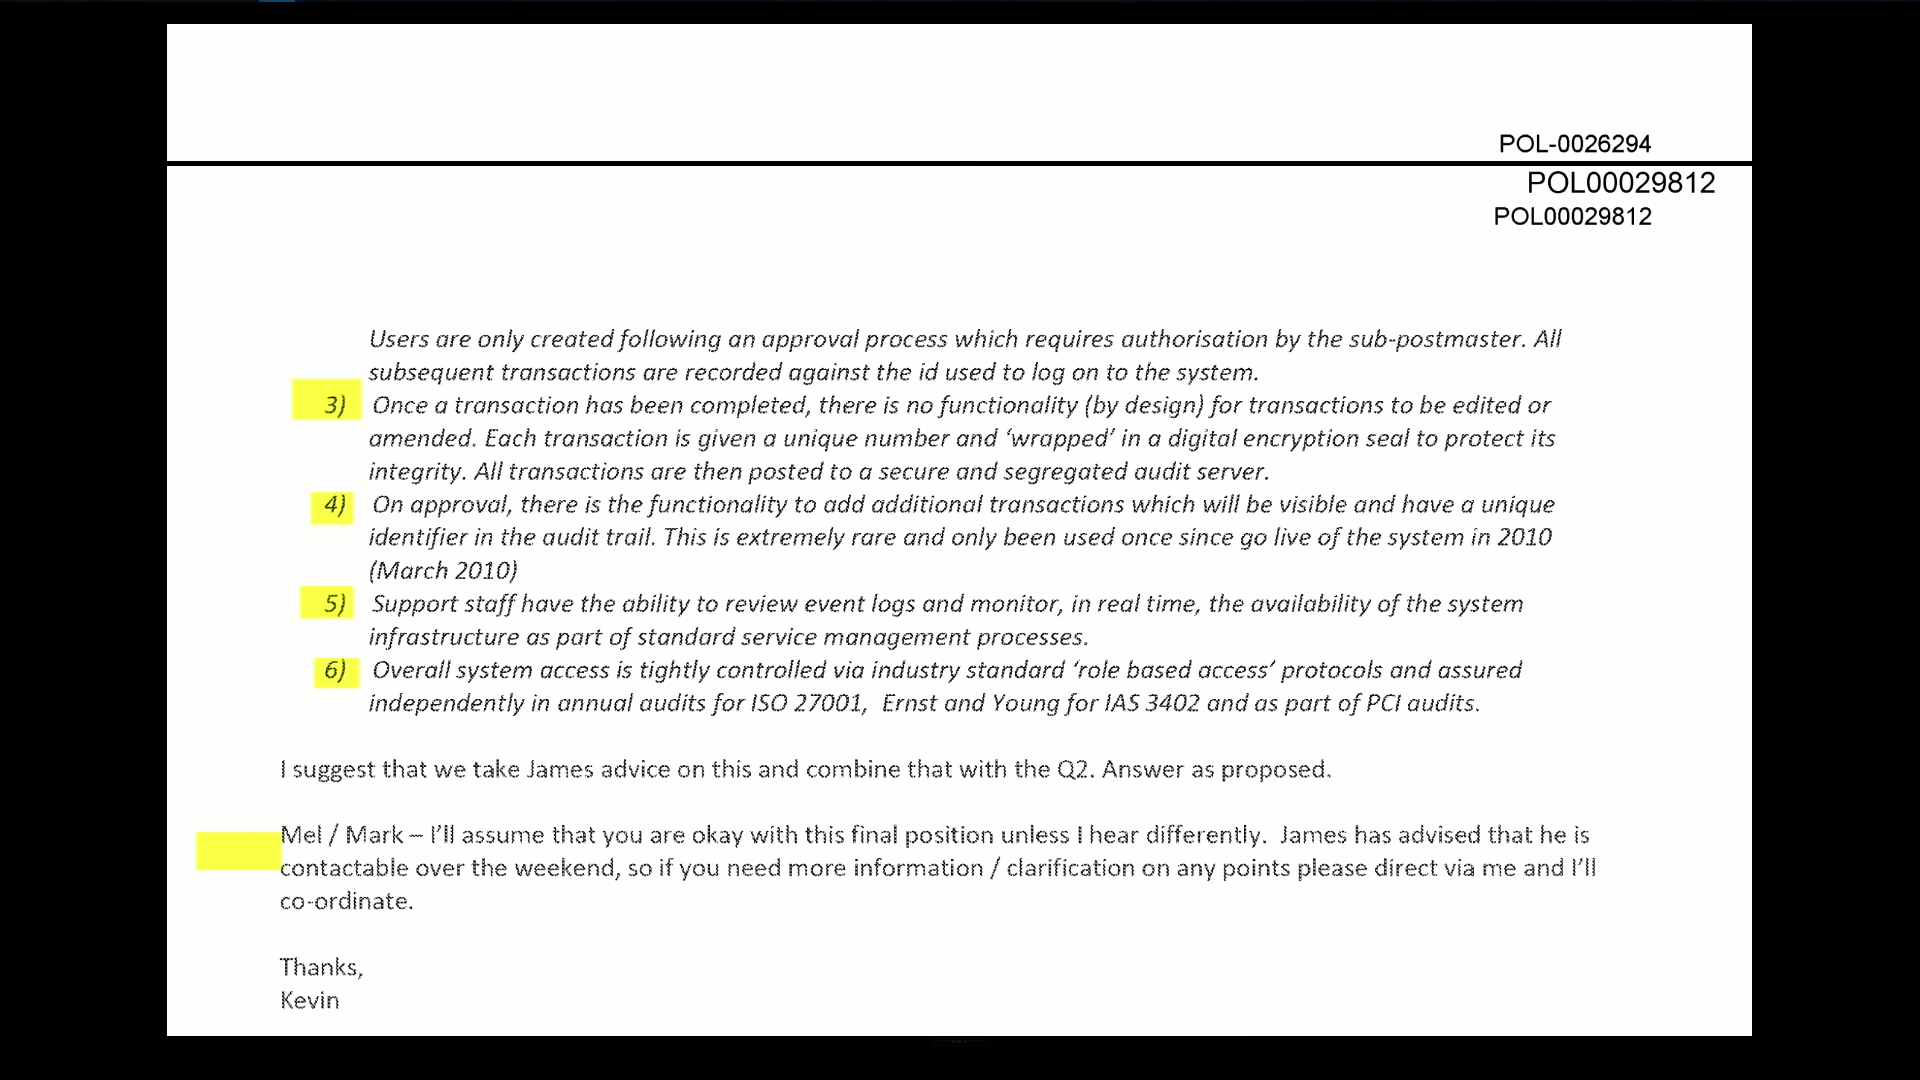 POL-0026294
POL00029812
POL00029812
Users are only created following an approval process which requires authorisation by the sub-postmaster. All
subsequent transactions are recorded against the id used to log on to the system.
3) Once a transaction has been completed, there is no functionality (by design) for transactions to be edited or
amended. Each transaction is given a unique number and ‘wrapped’ in a digital encryption seal to protect its
integrity. All transactions are then posted to a secure and segregated audit server.
4) On approval, there is the functionality to add additional transactions which will be visible and have a unique
identifier in the audit trail. This is extremely rare and only been used once since go live of the system in 2010
(March 2010)
5) Support staff have the ability to review event logs and monitor, in real time, the availability of the system
infrastructure as part of standard service management processes.
6) Overall system access is tightly controlled via industry standard ‘role based access’ protocols and assured
independently in annual audits for ISO 27001, Ernst and Young for IAS 3402 and as part of PCI audits.
I suggest that we take James advice on this and combine that with the Q2. Answer as proposed.
Mel / Mark – I’ll assume that you are okay with this final position unless I hear differently. James has advised that he is
contactable over the weekend, so if you need more information / clarification on any points please direct via me and I’ll
co-ordinate.
Thanks,
Kevin